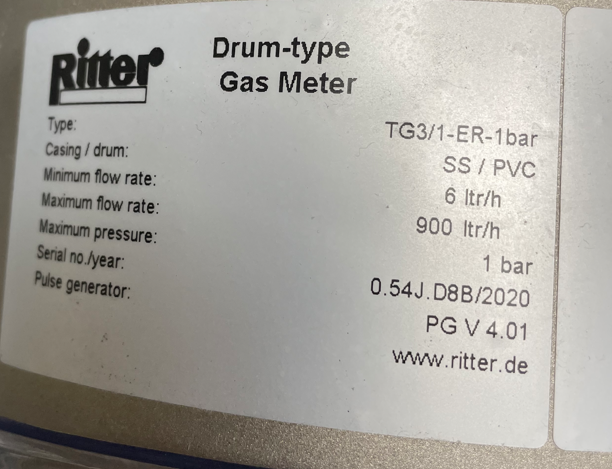 Ritter
Drum-type
Gas Meter
Type: TG3/1-ER-1bar
Casing / drum: SS / PVC
Minimum flow rate: 6 ltr/h
Maximum flow rate: 900 ltr/h
Maximum pressure: 1 bar
Serial no./year: 0.54J.D8B/2020
Pulse generator: PG V 4.01
www.ritter.de